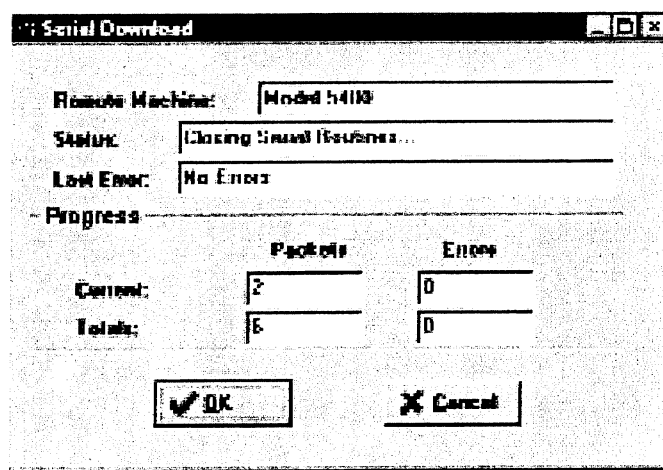 Serial Download
Remote Machine: Model 5400
Status: Closing Serial Routines...
Last Error: No Errors
Progress
Packets Errors
Current: 2 0
Totals: 6 0
OK Cancel